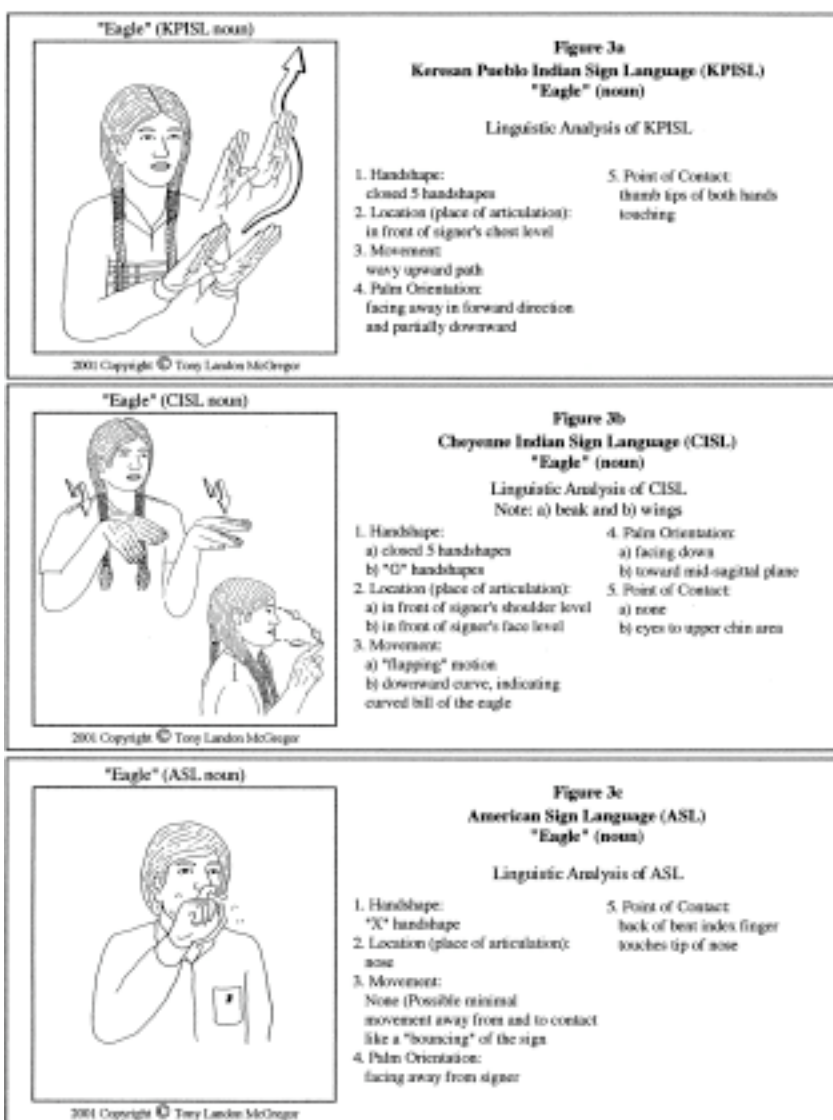 "Eagle" (KPISL noun)
2001 Copyright © Tony Landon McGregor
Figure 3a
Keresan Pueblo Indian Sign Language (KPISL)
"Eagle" (noun)
Linguistic Analysis of KPISL
1. Handshape:
closed 5 handshapes
2. Location (place of articulation):
in front of signer's chest level
3. Movement:
wavy upward path
4. Palm Orientation:
facing away in forward direction
and partially downward
5. Point of Contact:
thumb tips of both hands
touching
"Eagle" (CISL noun)
2001 Copyright © Tony Landon McGregor
Figure 3b
Cheyenne Indian Sign Language (CISL)
"Eagle" (noun)
Linguistic Analysis of CISL
Note: a) beak and b) wings
1. Handshape:
a) closed 5 handshapes
b) "G" handshapes
2. Location (place of articulation):
a) in front of signer's shoulder level
b) in front of signer's face level
3. Movement:
a) "flapping" motion
b) downward curve, indicating
curved bill of the eagle
4. Palm Orientation:
a) facing down
b) toward mid-sagittal plane
5. Point of Contact:
a) none
b) eyes to upper chin area
"Eagle" (ASL noun)
2001 Copyright © Tony Landon McGregor
Figure 3c
American Sign Language (ASL)
"Eagle" (noun)
Linguistic Analysis of ASL
1. Handshape:
"X" handshape
2. Location (place of articulation):
nose
3. Movement:
None (Possible minimal
movement away from and to contact
like a "bouncing" of the sign
4. Palm Orientation:
facing away from signer
5. Point of Contact:
back of bent index finger
touches tip of nose